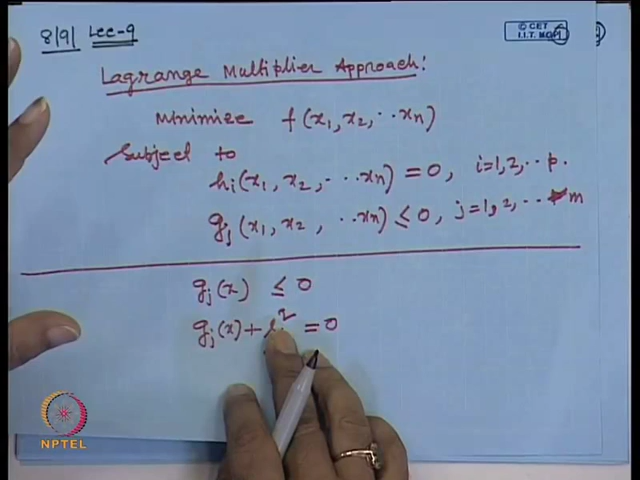 8/9/ Lec-9
© CET
I.I.T. KGP
Lagrange Multiplier Approach:
Minimize f(x₁, x₂, ··xₙ)
Subject to
hᵢ(x₁, x₂, ···xₙ) = 0, i=1,2,··p.
gⱼ(x₁, x₂, ··xₙ) ≤ 0, j=1,2,··· m
gⱼ(x) ≤ 0
gⱼ(x) + ² = 0
NPTEL